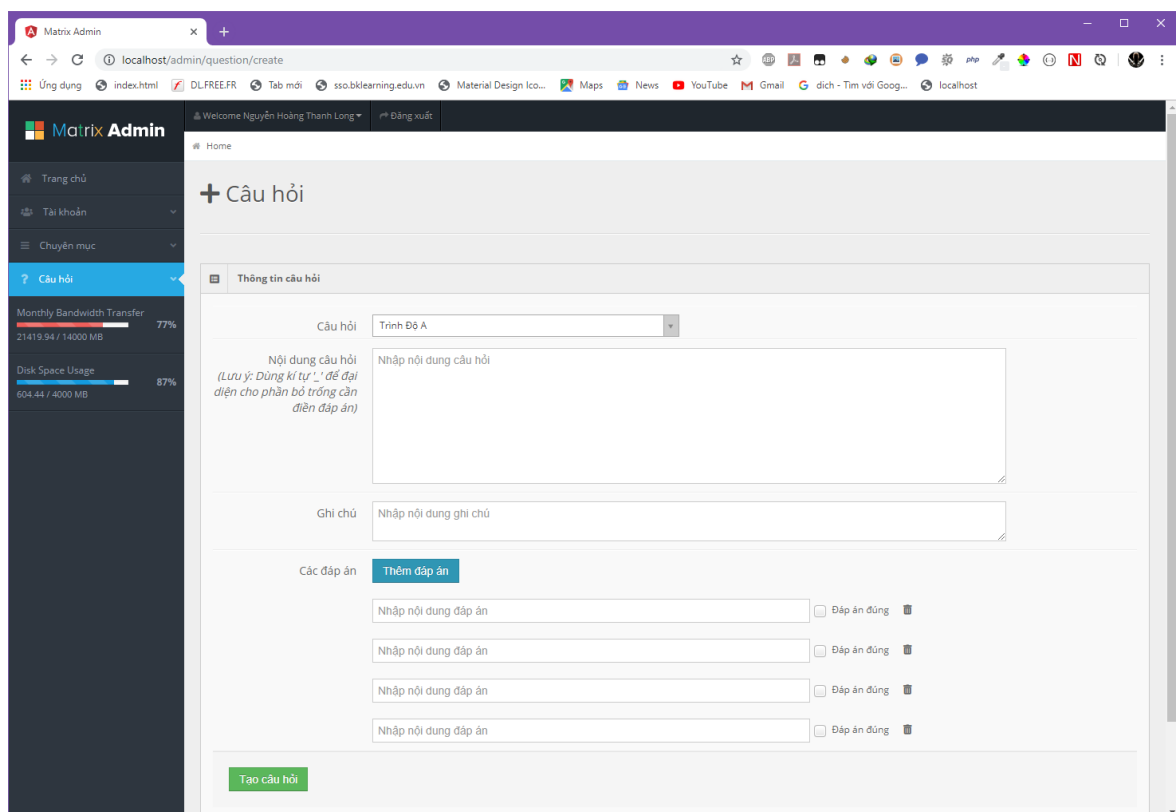 Matrix Admin
localhost/admin/question/create
ABP
php
N
Ứng dụng index.html DL.FREE.FR Tab mới sso.bklearning.edu.vn Material Design Ico... Maps News YouTube Gmail dich - Tìm với Goog... localhost
Matrix Admin
Welcome Nguyễn Hoàng Thanh Long Đăng xuất
Home
Trang chủ
Tài khoản
Chuyên mục
? Câu hỏi
Monthly Bandwidth Transfer
77%
21419.94 / 14000 MB
Disk Space Usage
87%
604.44 / 4000 MB
Câu hỏi
Thông tin câu hỏi
Câu hỏi Trình Độ A
Nội dung câu hỏi Nhập nội dung câu hỏi
(Lưu ý: Dùng kí tự '_' để đại
diện cho phần bỏ trống cần
điền đáp án)
Ghi chú Nhập nội dung ghi chú
Các đáp án Thêm đáp án
Nhập nội dung đáp án Đáp án đúng
Nhập nội dung đáp án Đáp án đúng
Nhập nội dung đáp án Đáp án đúng
Nhập nội dung đáp án Đáp án đúng
Tạo câu hỏi